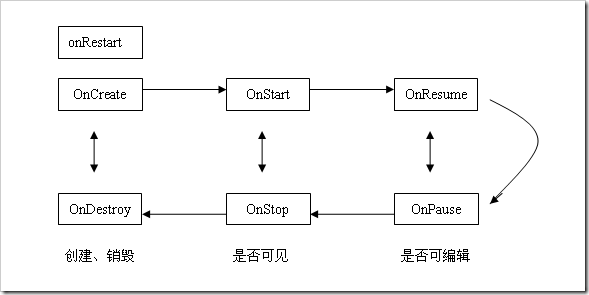 onRestart
OnCreate OnStart OnResume
OnDestroy OnStop OnPause
创建、销毁 是否可见 是否可编辑